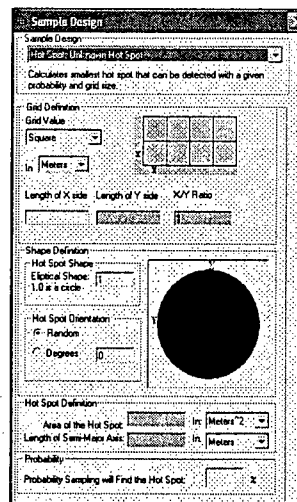 Sample Design
Sample Design
Hot Spot: Unknown Hot Spot
Calculates smallest hot spot that can be detected with a given
probability and grid size.
Grid Definition
Grid Value
Square
In Meters
Length of X side Length of Y side X/Y Ratio
1
Shape Definition
Hot Spot Shape
Eliptical Shape:
1.0 is a circle
1
Hot Spot Orientation
Random
Degrees 0
Hot Spot Definition
Area of the Hot Spot: In: Meters^2
Length of Semi-Major Axis: In: Meters
Probability
Probability Sampling will Find the Hot Spot: %